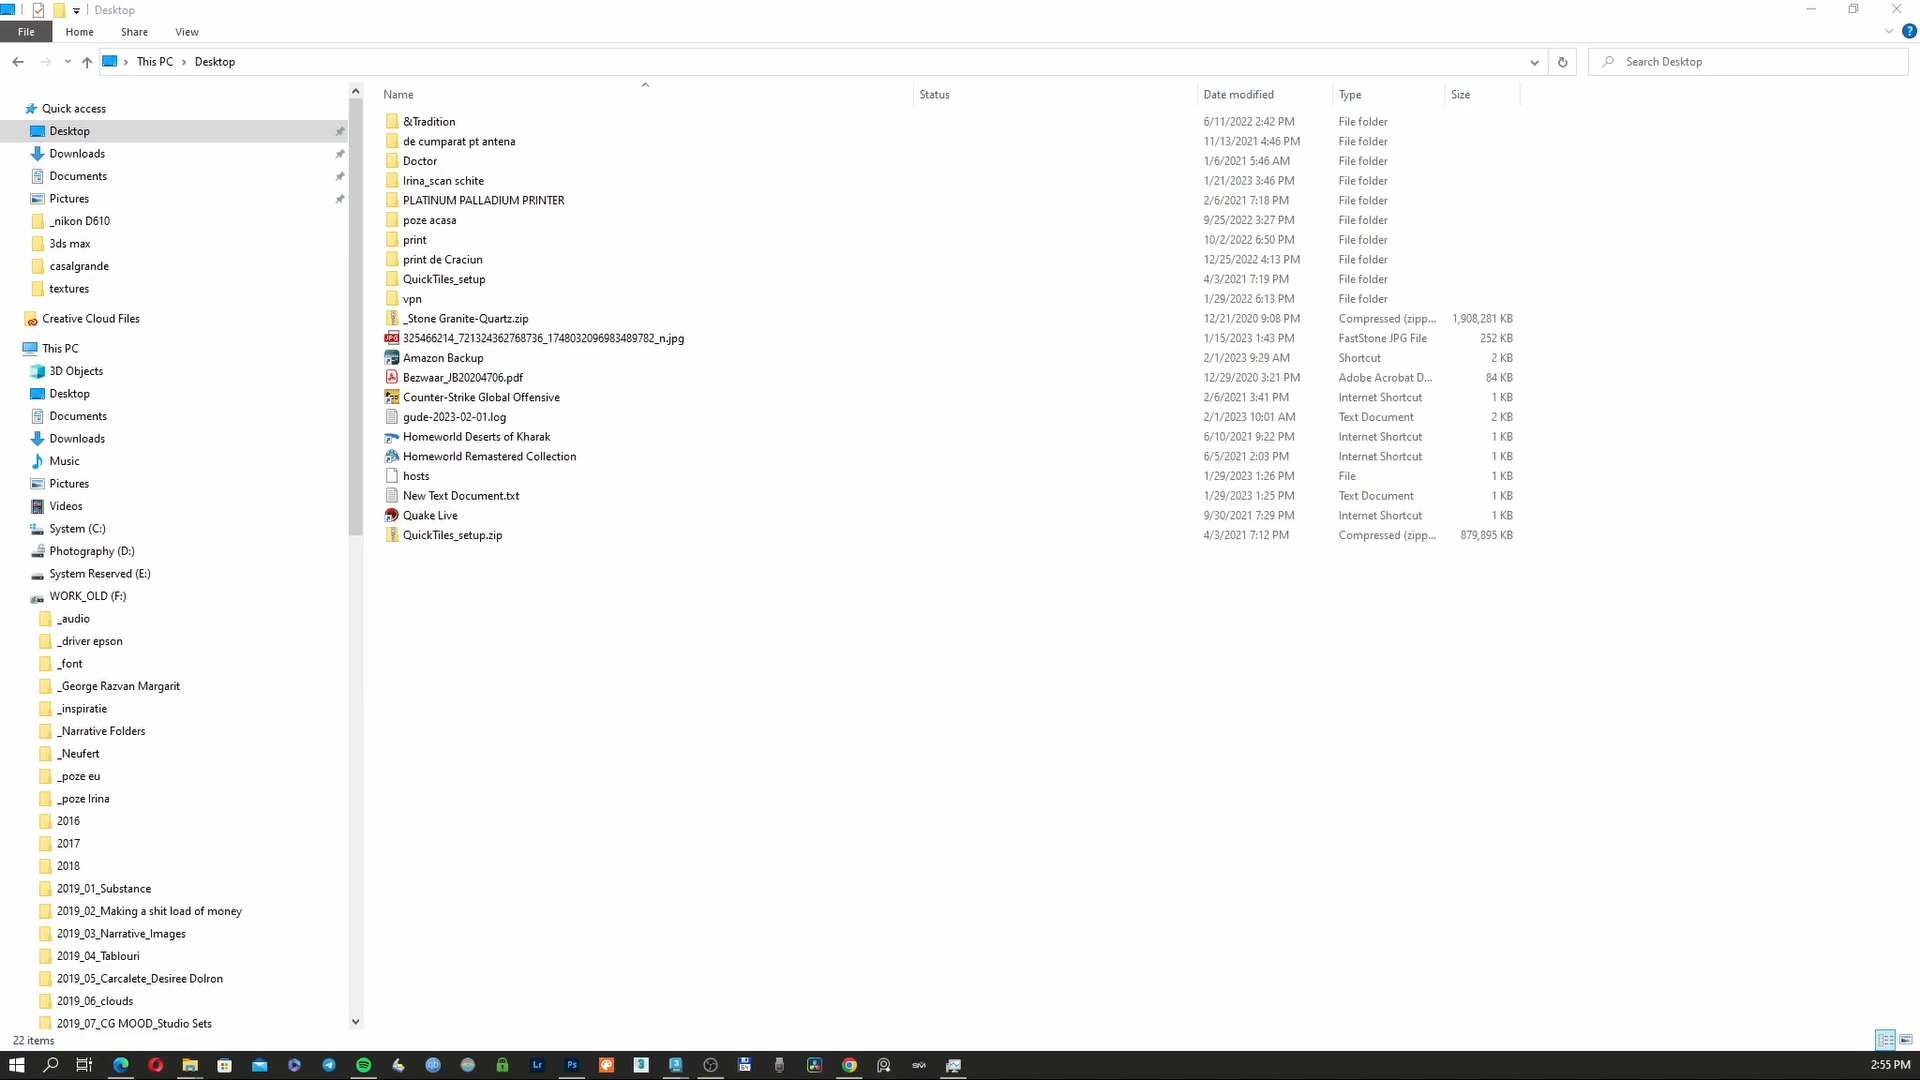 Desktop
File Home Share View
This PC Desktop
Search Desktop
Name Status Date modified Type Size
Quick access
Desktop
Downloads
Documents
Pictures
_nikon D610
3ds max
casalgrande
textures
Creative Cloud Files
This PC
3D Objects
Desktop
Documents
Downloads
Music
Pictures
Videos
System (C:)
Photography (D:)
System Reserved (E:)
WORK_OLD (F:)
_audio
_driver epson
_font
_George Razvan Margarit
_inspiratie
_Narrative Folders
_Neufert
_poze eu
_poze Irina
2016
2017
2018
2019_01_Substance
2019_02_Making a shit load of money
2019_03_Narrative_Images
2019_04_Tablouri
2019_05_Carcalete_Desiree Dolron
2019_06_clouds
2019_07_CG MOOD_Studio Sets
&Tradition 6/11/2022 2:42 PM File folder
de cumparat pt antena 11/13/2021 4:46 PM File folder
Doctor 1/6/2021 5:46 AM File folder
Irina_scan schite 1/21/2023 3:46 PM File folder
PLATINUM PALLADIUM PRINTER 2/6/2021 7:18 PM File folder
poze acasa 9/25/2022 3:27 PM File folder
print 10/2/2022 6:50 PM File folder
print de Craciun 12/25/2022 4:13 PM File folder
QuickTiles_setup 4/3/2021 7:19 PM File folder
vpn 1/29/2022 6:13 PM File folder
_Stone Granite-Quartz.zip 12/21/2020 9:08 PM Compressed (zipp... 1,908,281 KB
325466214_721324362768736_1748032096983489782_n.jpg 1/15/2023 1:43 PM FastStone JPG File 252 KB
Amazon Backup 2/1/2023 9:29 AM Shortcut 2 KB
Bezwaar_JB20204706.pdf 12/29/2020 3:21 PM Adobe Acrobat D... 84 KB
Counter-Strike Global Offensive 2/6/2021 3:41 PM Internet Shortcut 1 KB
gude-2023-02-01.log 2/1/2023 10:01 AM Text Document 2 KB
Homeworld Deserts of Kharak 6/10/2021 9:22 PM Internet Shortcut 1 KB
Homeworld Remastered Collection 6/5/2021 2:03 PM Internet Shortcut 1 KB
hosts 1/29/2023 1:26 PM File 1 KB
New Text Document.txt 1/29/2023 1:25 PM Text Document 1 KB
Quake Live 9/30/2021 7:29 PM Internet Shortcut 1 KB
QuickTiles_setup.zip 4/3/2021 7:12 PM Compressed (zipp... 879,895 KB
22 items
Lr Ps 3 3
2:55 PM